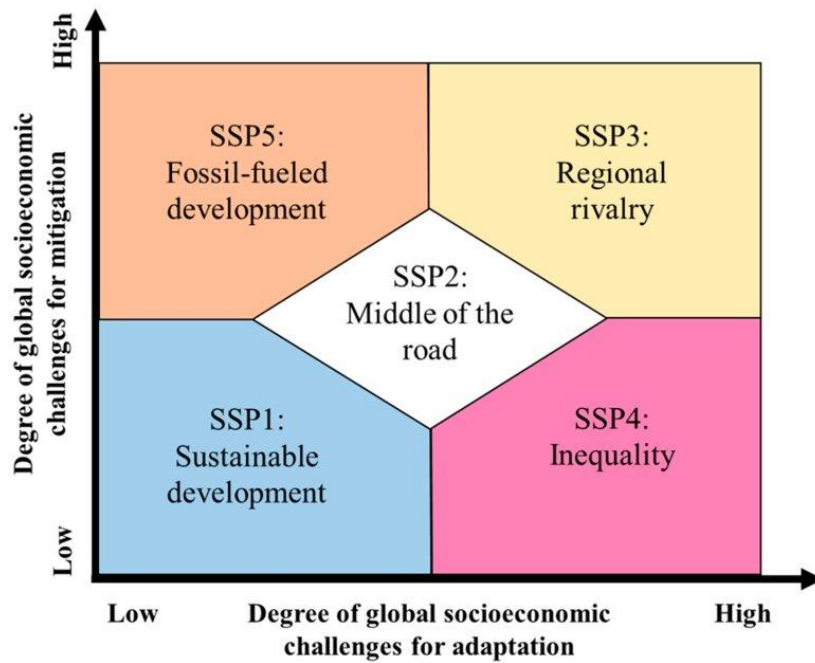 High
Degree of global socioeconomic
challenges for mitigation
Low
SSP5:
Fossil-fueled
development
SSP3:
Regional
rivalry
SSP2:
Middle of the
road
SSP1:
Sustainable
development
SSP4:
Inequality
Low
Degree of global socioeconomic
challenges for adaptation
High